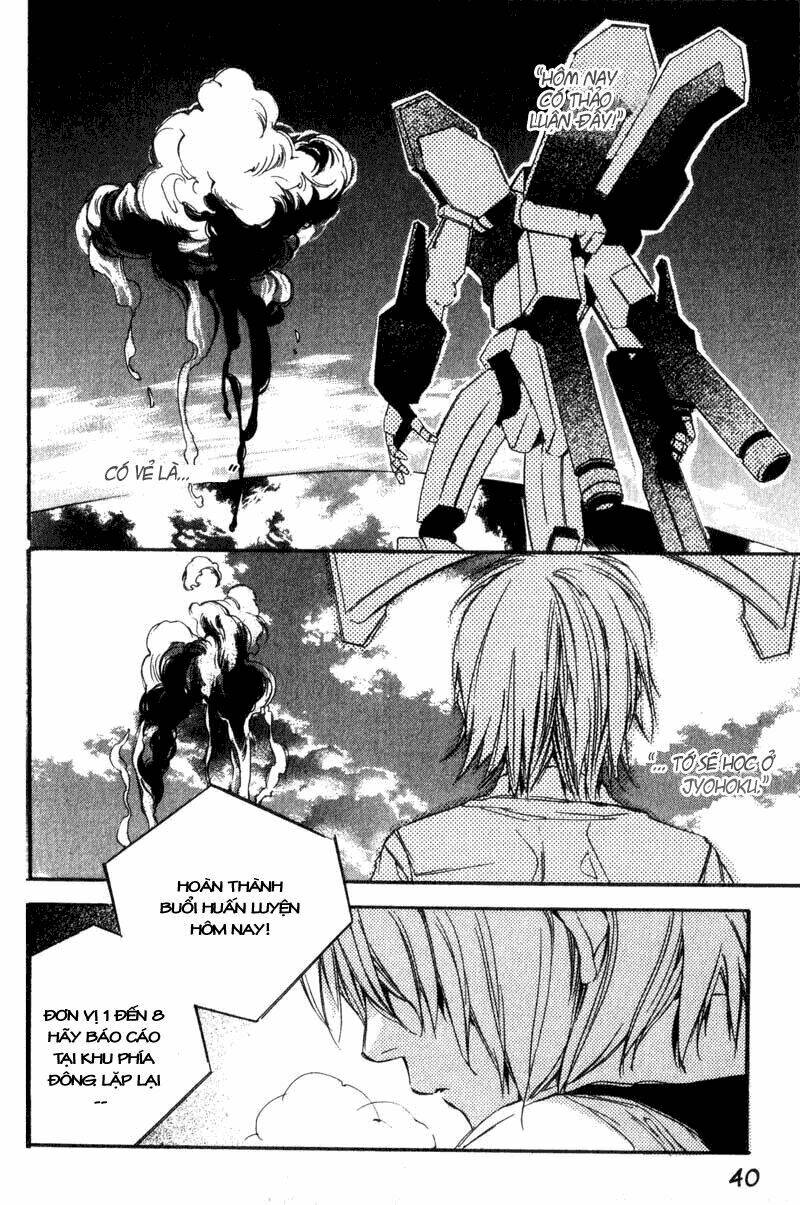 "HÔM NAY
CÓ THẢO
LUẬN ĐẤY!"
CÓ VẺ LÀ... "
"... TỚ SẼ HỌC Ở
JYOHOKU."
HOÀN THÀNH
BUỔI HUẤN LUYỆN
HÔM NAY!
ĐƠN VỊ 1 ĐẾN 8
HÃY BÁO CÁO
TẠI KHU PHÍA
ĐÔNG. LẶP LẠI
--
40